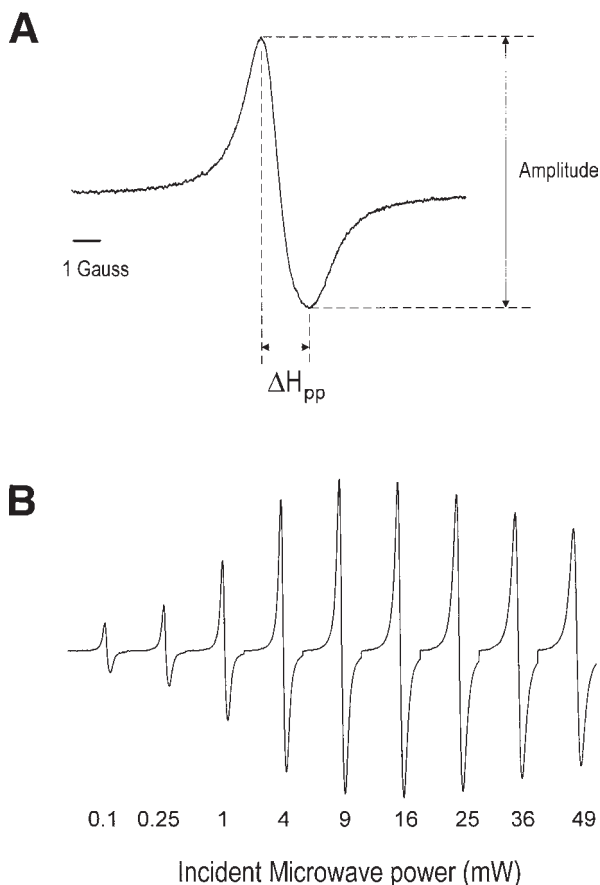 A
Amplitude
1 Gauss
ΔHpp
B
0.1 0.25 1 4 9 16 25 36 49
Incident Microwave power (mW)